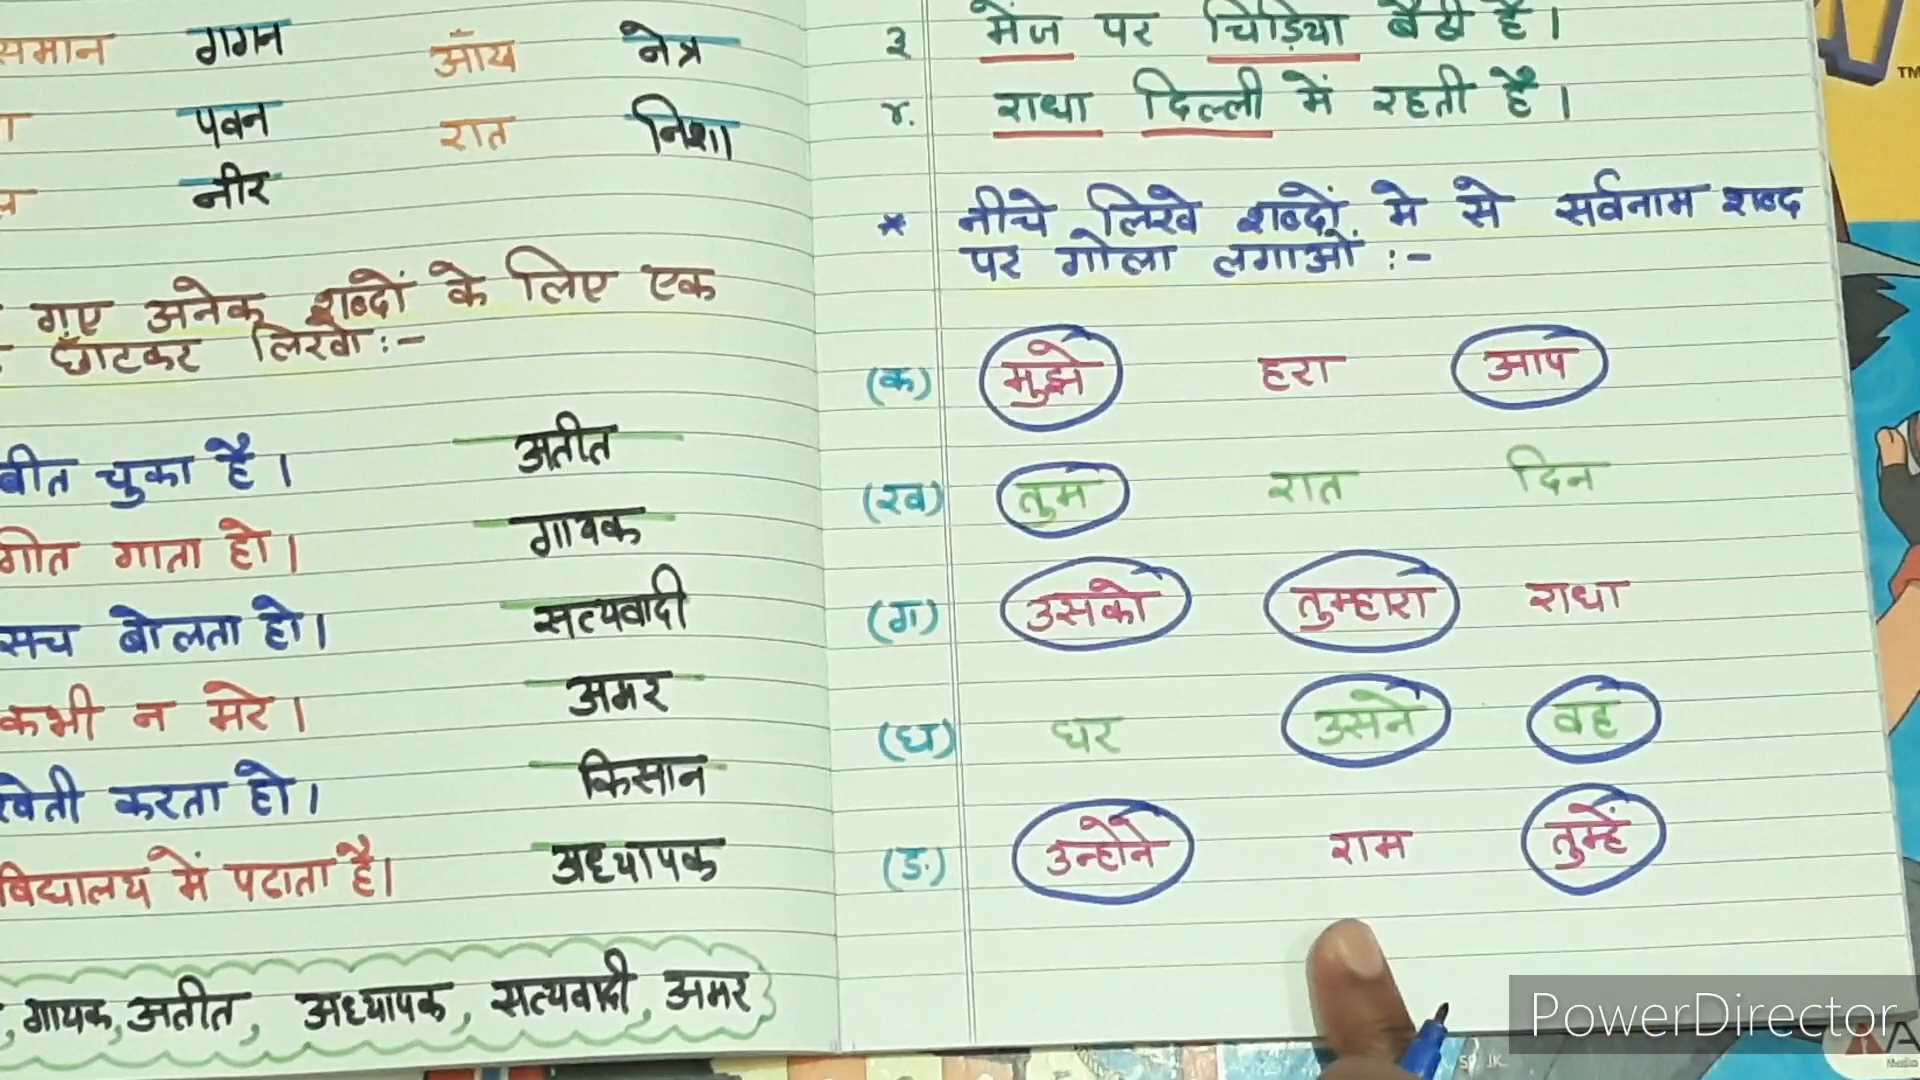 समान गगन आँख नेत्र
पवन रात निशा
नीर
गए अनेक शब्दों के लिए एक
छाँटकर लिखो :-
बीत चुका है। अतीत
गीत गाता हो। गायक
सच बोलता हो। सत्यवादी
कभी न मरे। अमर
खेती करता हो। किसान
विद्यालय में पढाता है। अध्यापक
, गायक, अतीत, अध्यापक, सत्यवादी, अमर
३ मेज पर चिड़िया बैठी है।
४. राधा दिल्ली में रहती है।
* नीचे लिखे शब्दों मे से सर्वनाम शब्द
पर गोला लगाओं :-
(क) मुझे हरा आप
(ख) तुम रात दिन
(ग) उसको तुम्हारा राधा
(घ) घर उसने वह
(ङ) उन्होने राम तुम्हें
PowerDirector
TM